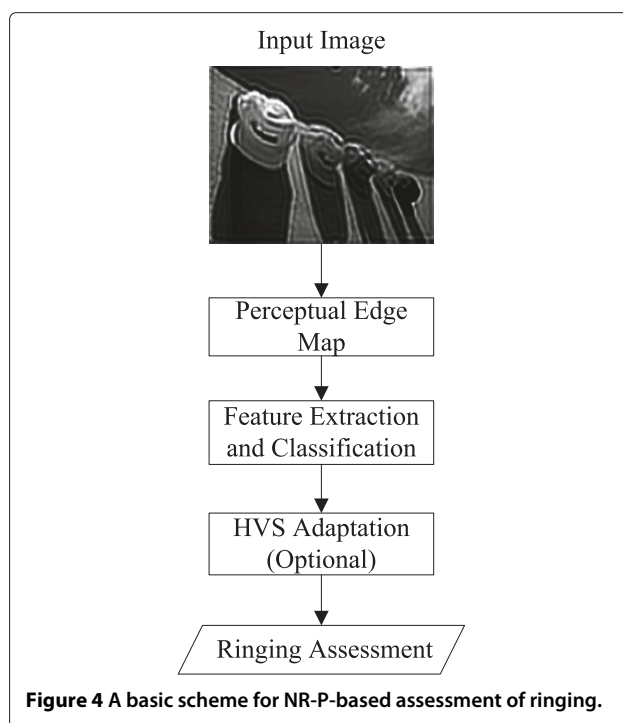 Input Image
Perceptual Edge
Map
Feature Extraction
and Classification
HVS Adaptation
(Optional)
Ringing Assessment
Figure 4 A basic scheme for NR-P-based assessment of ringing.